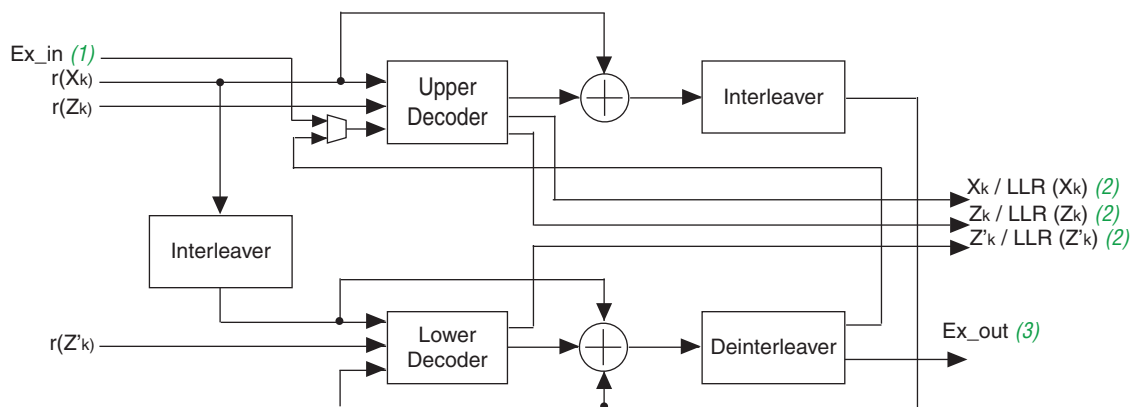 Ex_in (1)
r(Xk)
r(Zk)
Upper
Decoder
Interleaver
Xk / LLR (Xk) (2)
Zk / LLR (Zk) (2)
Z'k / LLR (Z'k) (2)
Interleaver
r(Z'k)
Lower
Decoder
Deinterleaver
Ex_out (3)